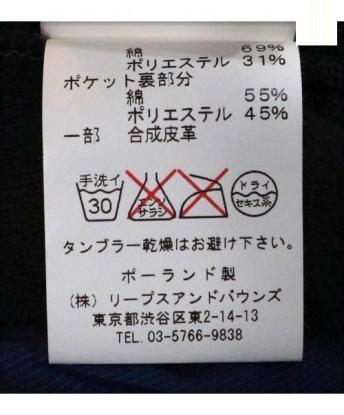 綿 69%
ポリエステル 31%
ポケット裏部分
綿 55%
ポリエステル 45%
一部 合成皮革
手洗イ
30
エンソ
サラシ
ドライ
セキユ系
タンブラー乾燥はお避け下さい。
ポーランド製
(株) リープスアンドバウンズ
東京都渋谷区東2-14-13
TEL. 03-5766-9838